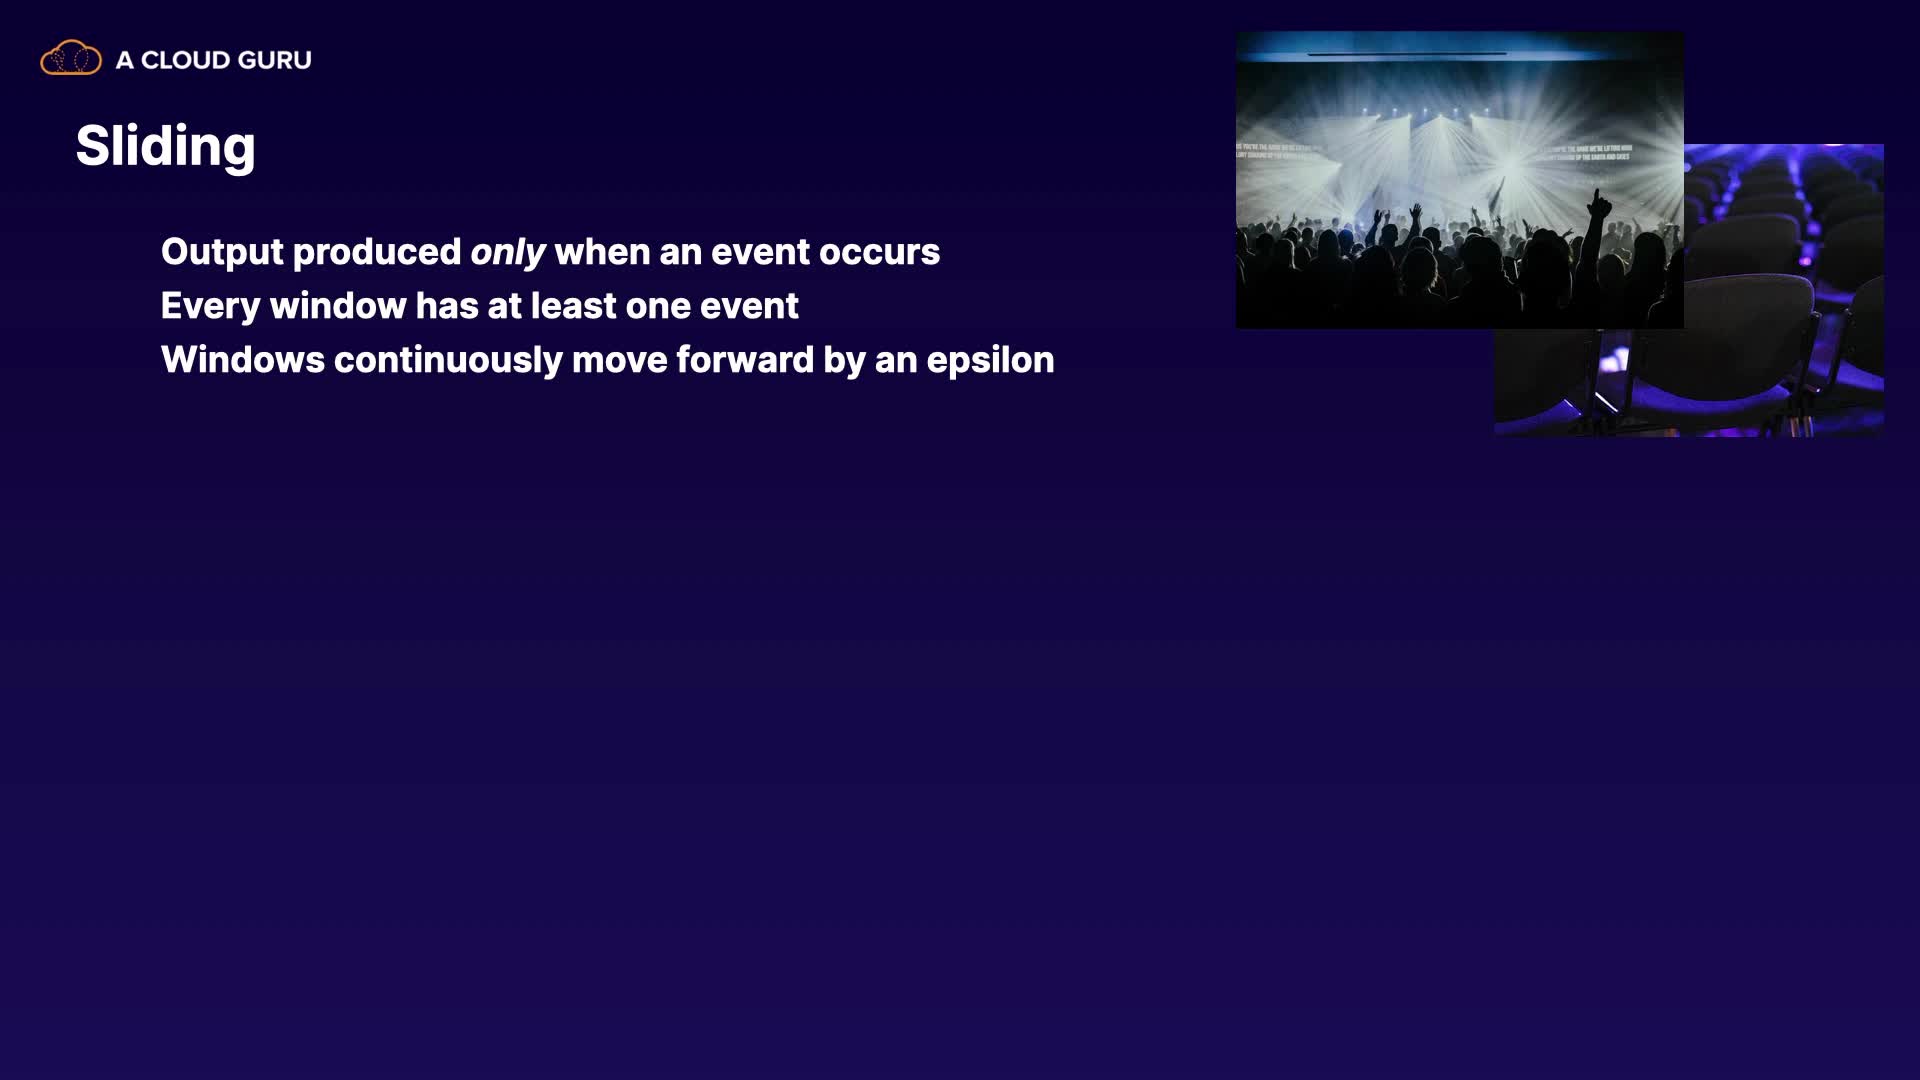 A CLOUD GURU
Sliding
Output produced only when an event occurs
Every window has at least one event
Windows continuously move forward by an epsilon